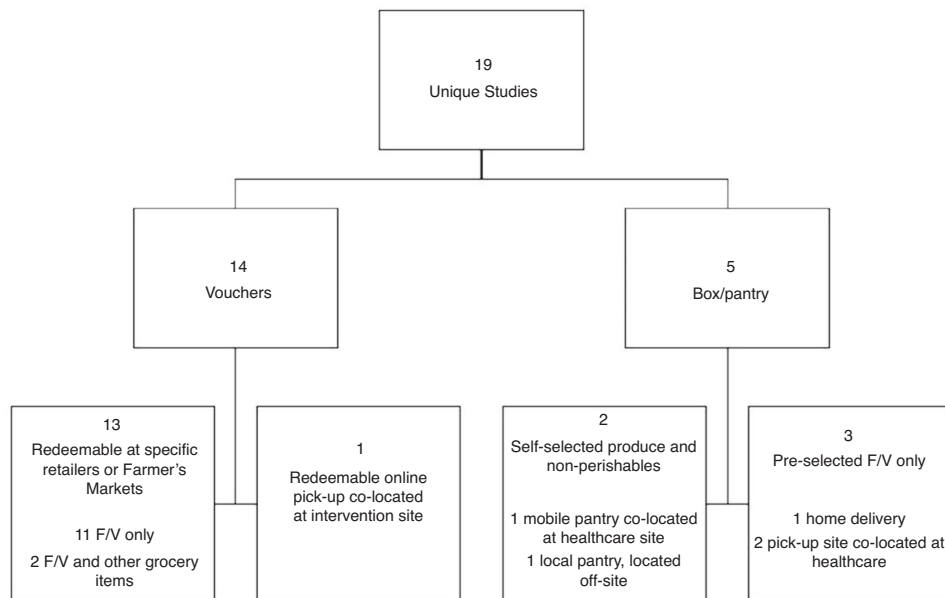 19
Unique Studies
14
Vouchers
5
Box/pantry
13
Redeemable at specific
retailers or Farmer's
Markets
11 F/V only
2 F/V and other grocery
items
1
Redeemable online
pick-up co-located
at intervention site
2
Self-selected produce and
non-perishables
1 mobile pantry co-located
at healthcare site
1 local pantry, located
off-site
3
Pre-selected F/V only
1 home delivery
2 pick-up site co-located at
healthcare